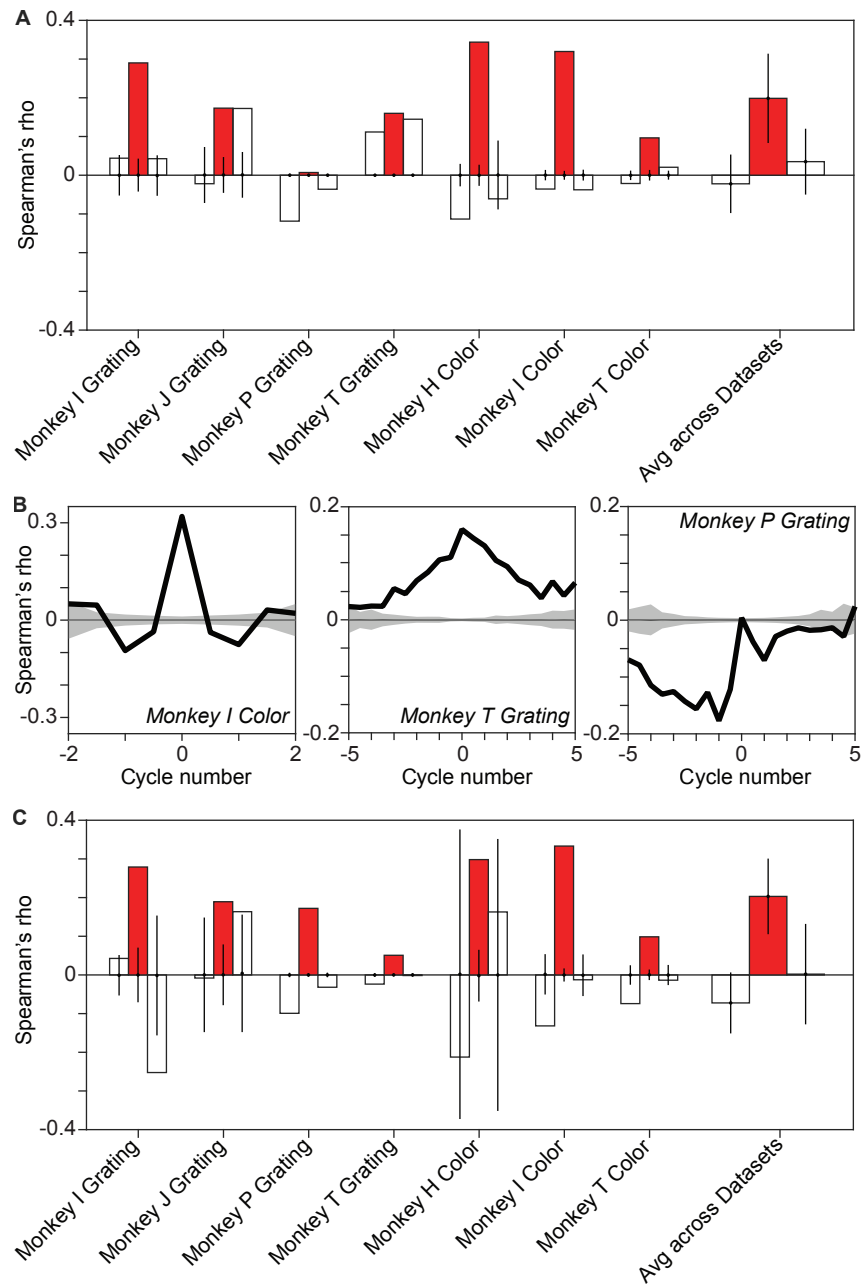 A
0.4
0
-0.4
Spearman's rho
Monkey I Grating
Monkey J Grating
Monkey P Grating
Monkey T Grating
Monkey H Color
Monkey I Color
Monkey T Color
Avg across Datasets
B
0.3
0
-0.3
Spearman's rho
Monkey I Color
-2
0
2
Cycle number
0.2
0
-0.2
Monkey T Grating
-5
0
5
Cycle number
0.2
0
-0.2
Monkey P Grating
-5
0
5
Cycle number
C
0.4
0
-0.4
Spearman's rho
Monkey I Grating
Monkey J Grating
Monkey P Grating
Monkey T Grating
Monkey H Color
Monkey I Color
Monkey T Color
Avg across Datasets